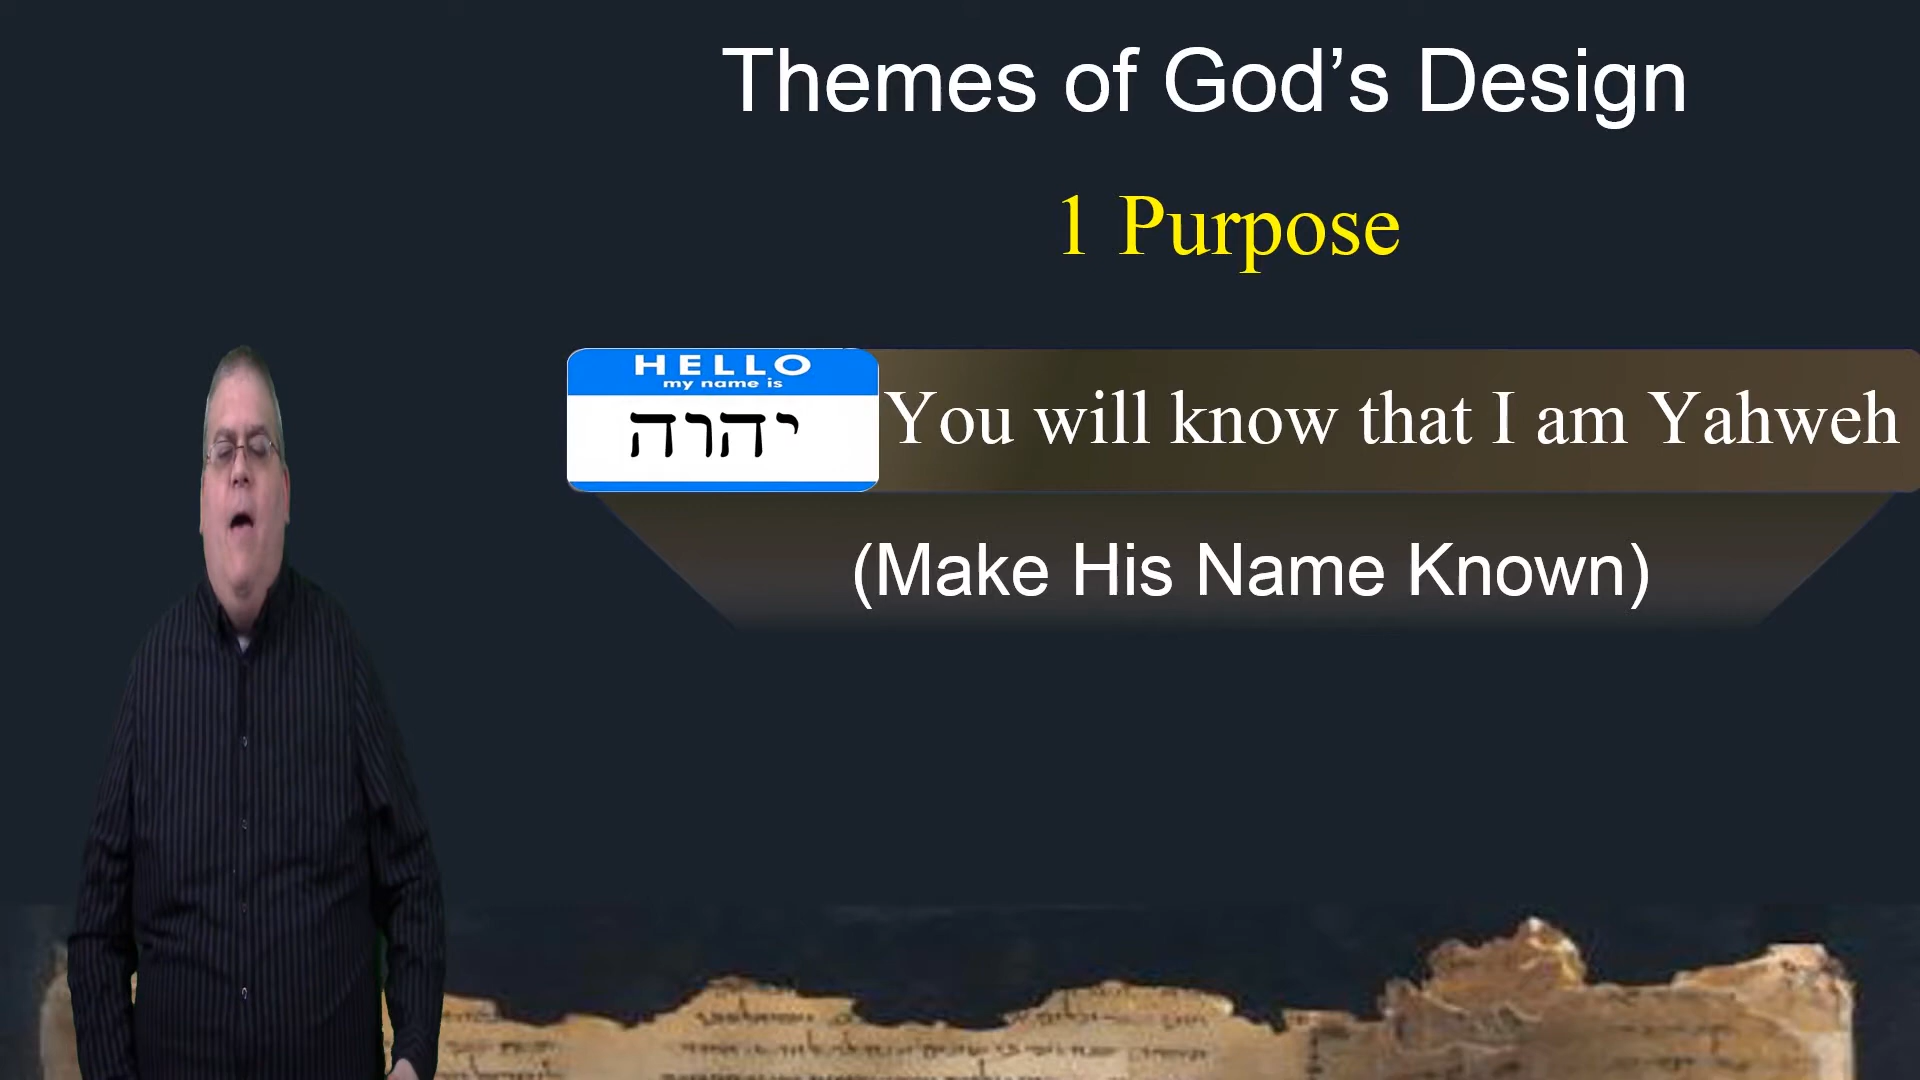 Themes of God’s Design
1 Purpose
HELLO
my name is
יהוה
You will know that I am Yahweh
(Make His Name Known)